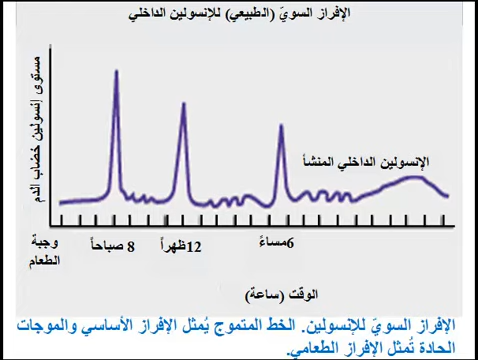 الإفراز السويّ (الطبيعي) للإنسولين الداخلي
مستوى إنسولين خضاب الدم
الإنسولين الداخلي المنشأ
وجبة الطعام
8 صباحاً
12ظهراً
6مساءً
الوقت (ساعة)
الإفراز السويّ للإنسولين. الخط المتموج يُمثل الإفراز الأساسي والموجات
الحادة تُمثل الإفراز الطعامي.